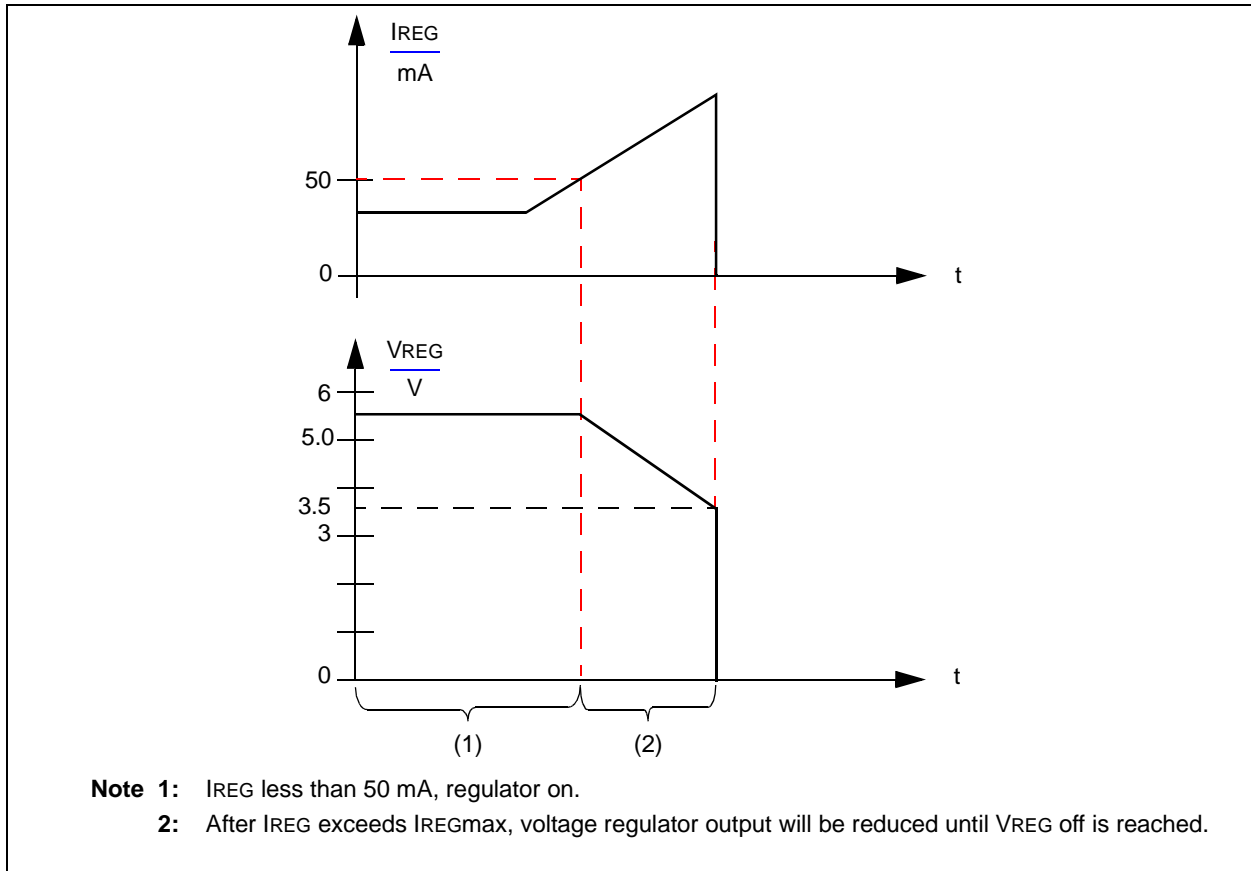 IREG
mA
50
0
t
VREG
V
6
5.0
3.5
3
0
t
(1)
(2)
Note 1: IREG less than 50 mA, regulator on.
2: After IREG exceeds IREGmax, voltage regulator output will be reduced until VREG off is reached.